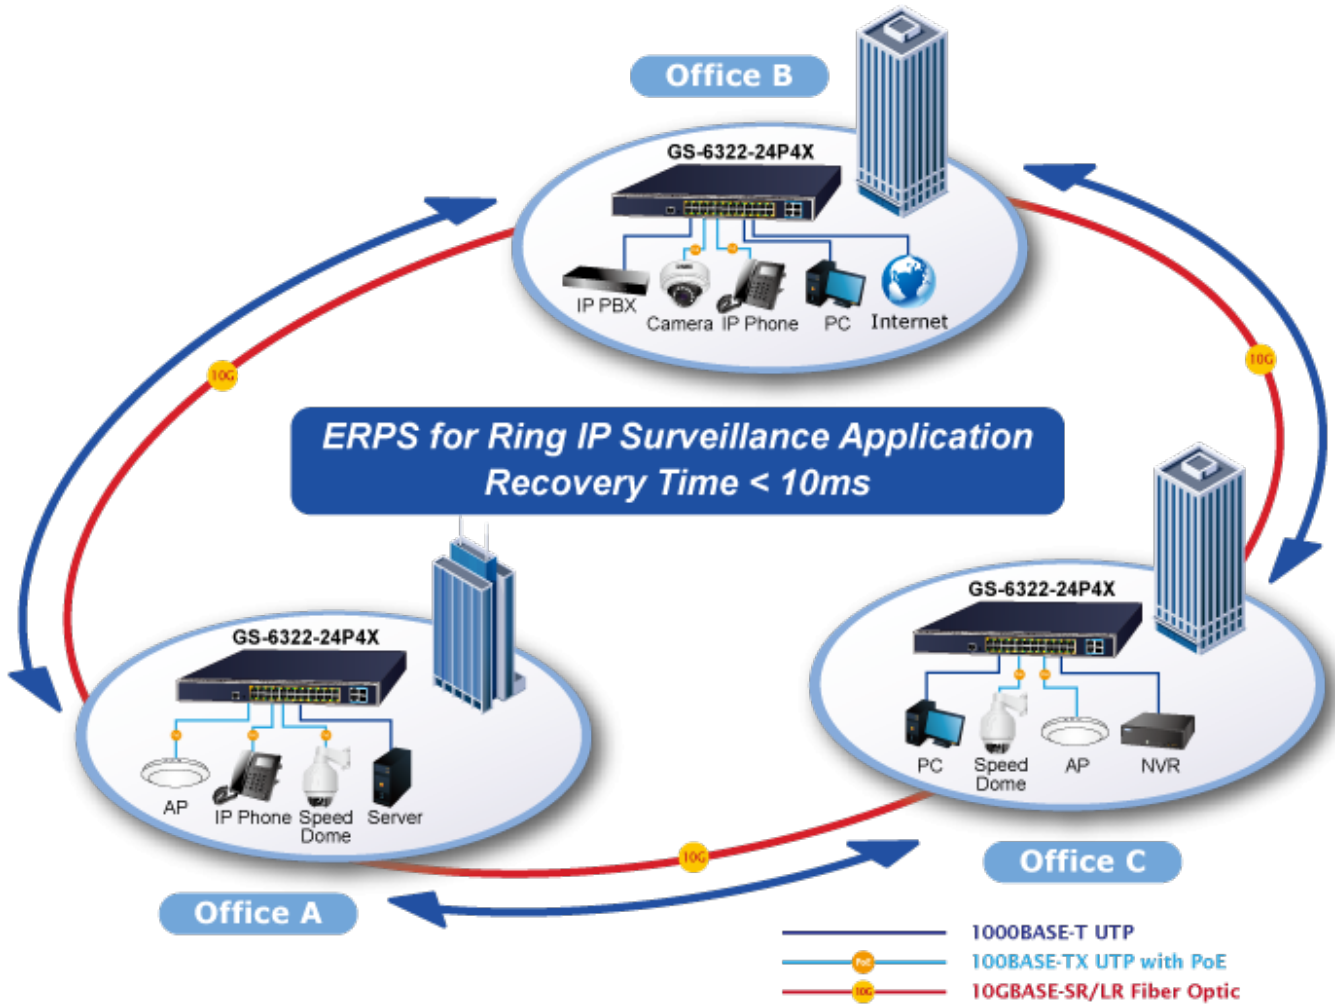 Office B
GS-6322-24P4X
IP PBX
Camera
IP Phone
PC
Internet
10G
10G
ERPS for Ring IP Surveillance Application
Recovery Time < 10ms
GS-6322-24P4X
AP
IP Phone
Speed
Dome
Server
GS-6322-24P4X
PC
Speed
Dome
AP
NVR
10G
Office A
Office C
1000BASE-T UTP
PoE
100BASE-TX UTP with PoE
10G
10GBASE-SR/LR Fiber Optic